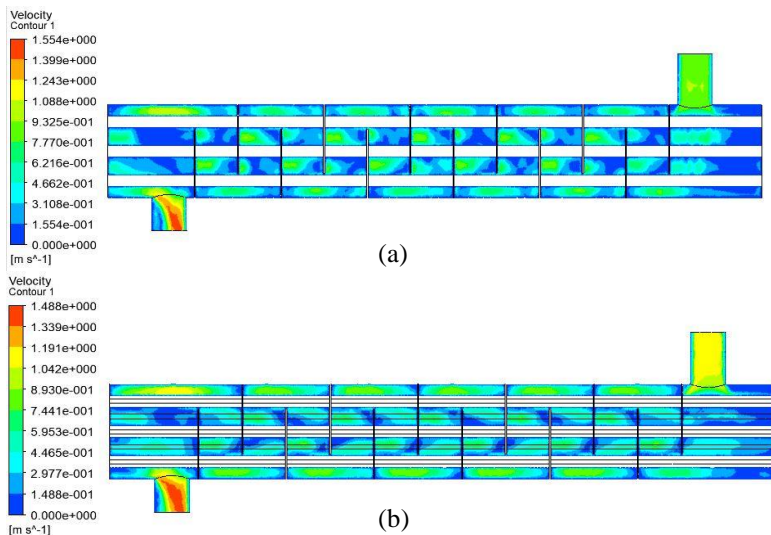 Velocity
Contour 1
1.554e+000
1.399e+000
1.243e+000
1.088e+000
9.325e-001
7.770e-001
6.216e-001
4.662e-001
3.108e-001
1.554e-001
0.000e+000
[m s^-1]
(a)
Velocity
Contour 1
1.488e+000
1.339e+000
1.191e+000
1.042e+000
8.930e-001
7.441e-001
5.953e-001
4.465e-001
2.977e-001
1.488e-001
0.000e+000
[m s^-1]
(b)